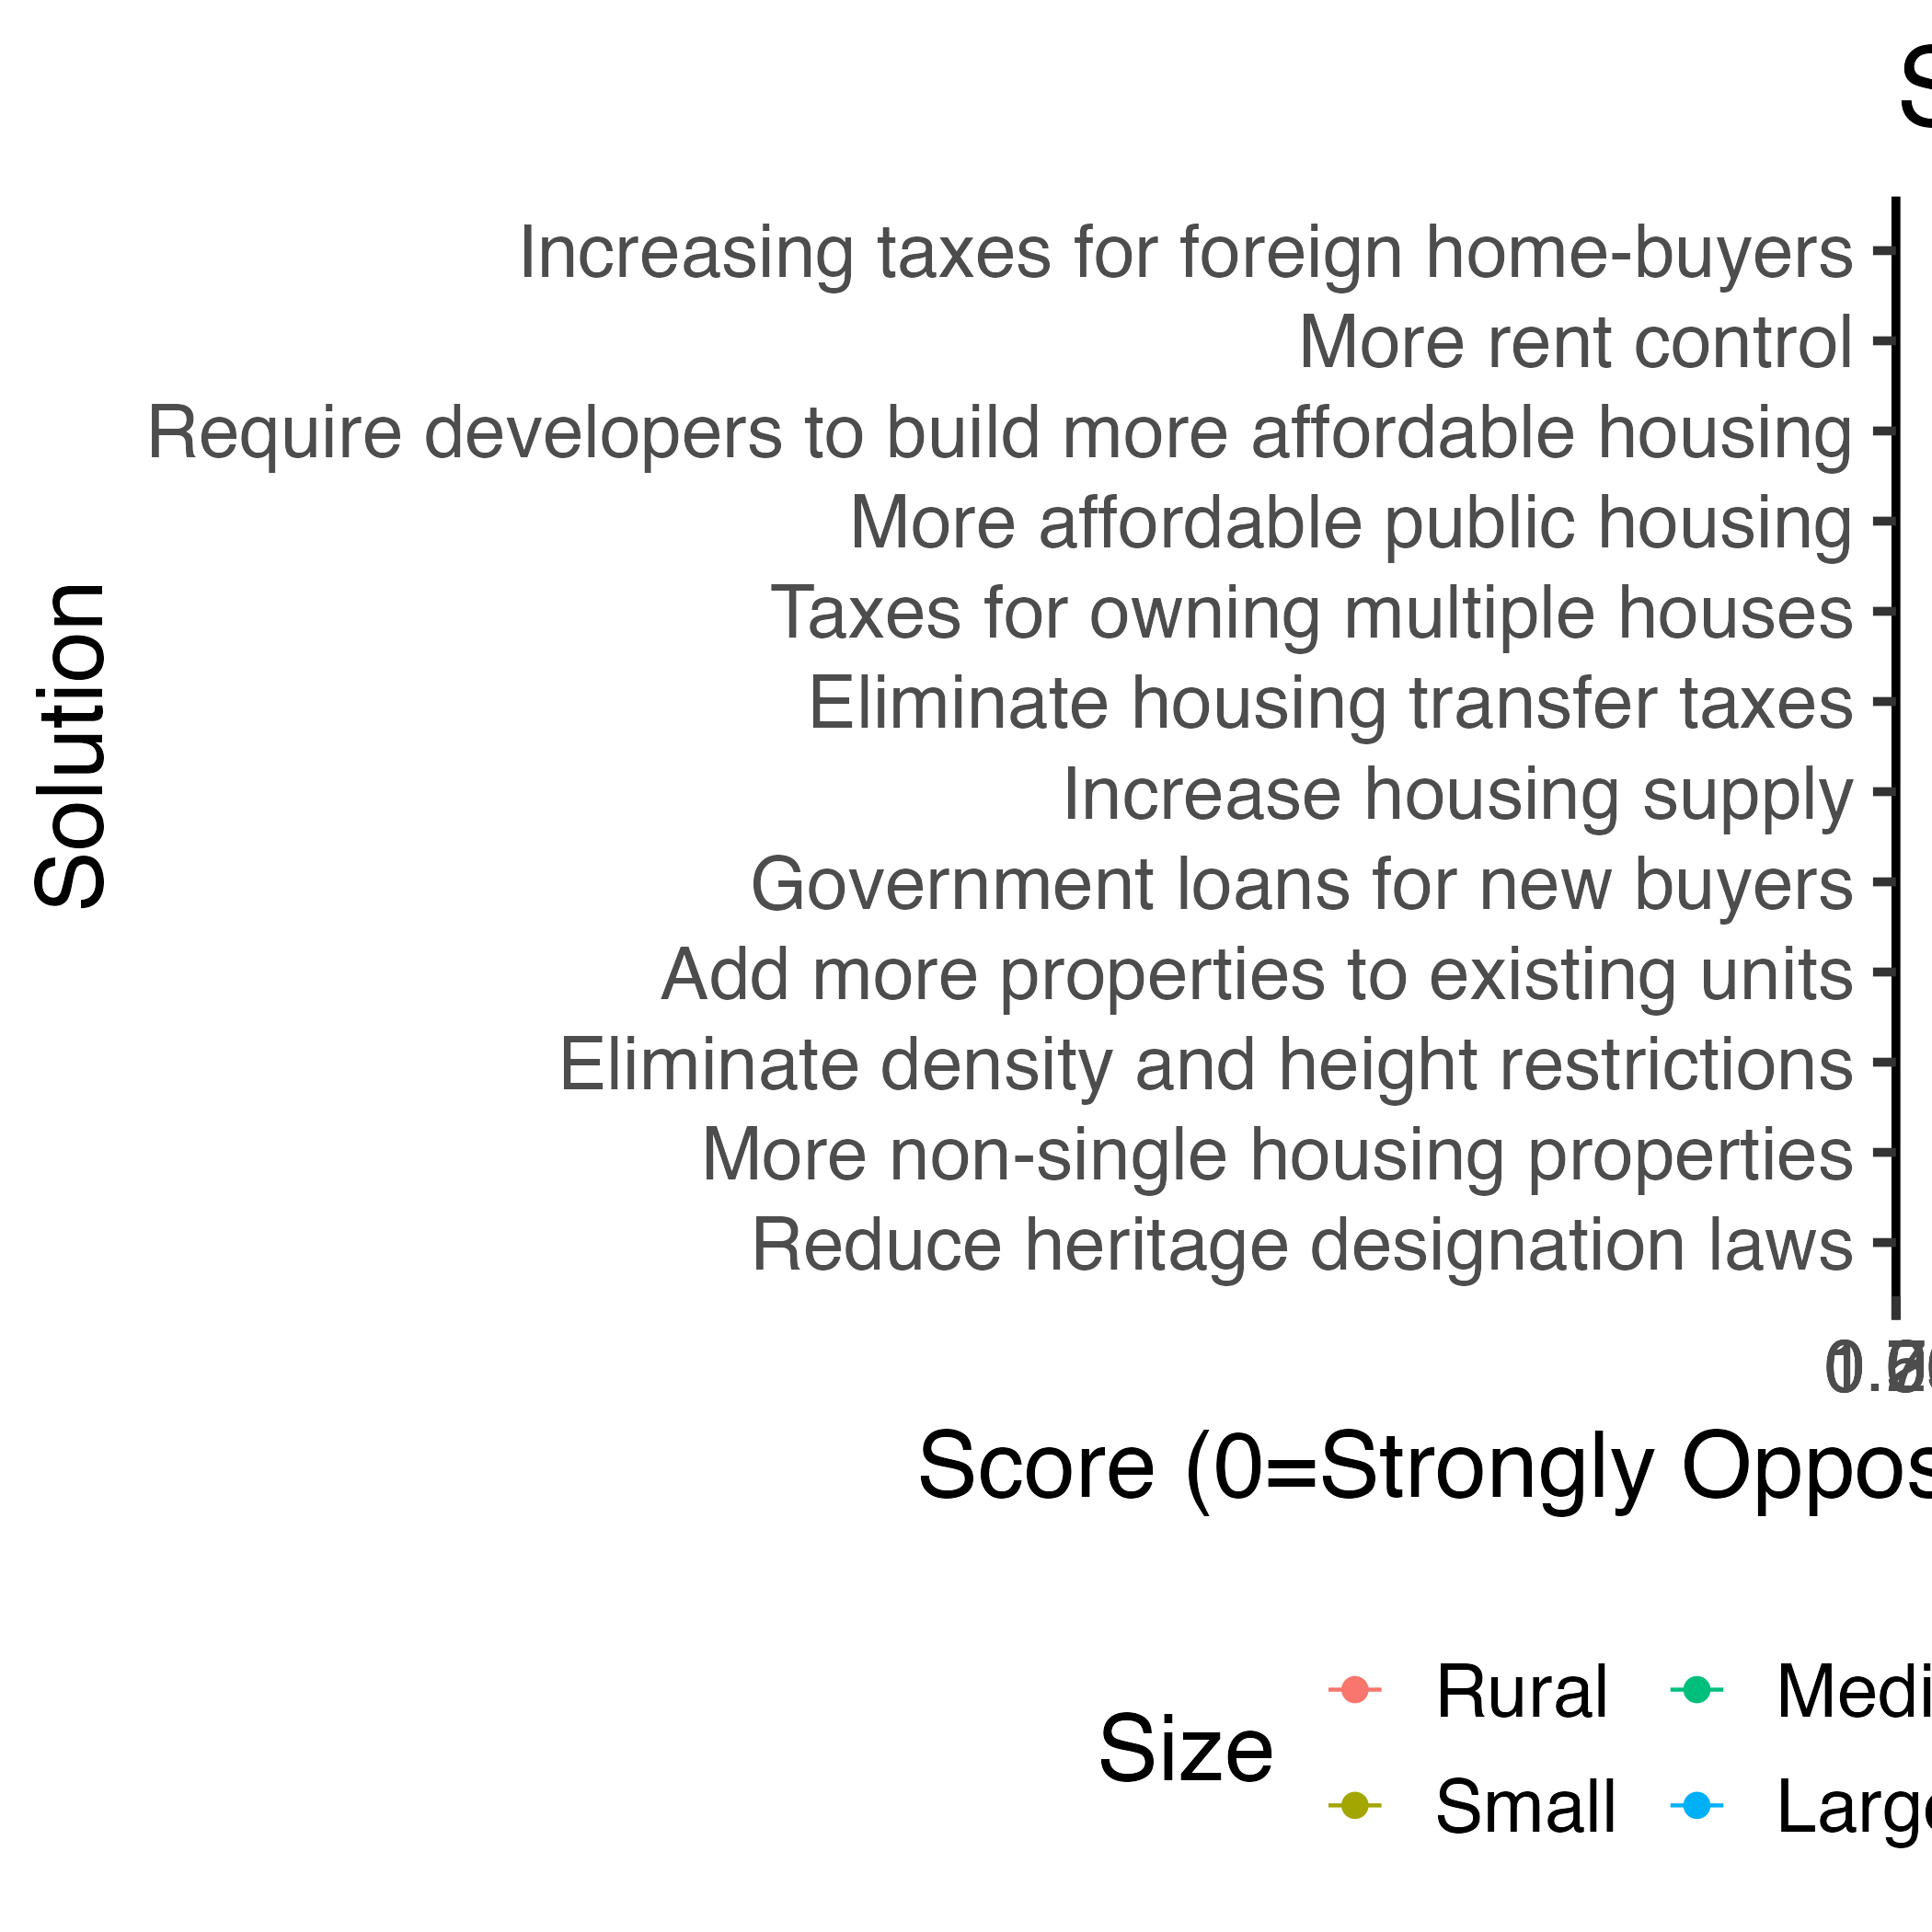 S
Increasing taxes for foreign home-buyers
More rent control
Require developers to build more affordable housing
More affordable public housing
Taxes for owning multiple houses
Eliminate housing transfer taxes
Increase housing supply
Government loans for new buyers
Add more properties to existing units
Eliminate density and height restrictions
More non-single housing properties
Reduce heritage designation laws
Solution
Score (0=Strongly Oppos
Size
Rural
Medi
Small
Large